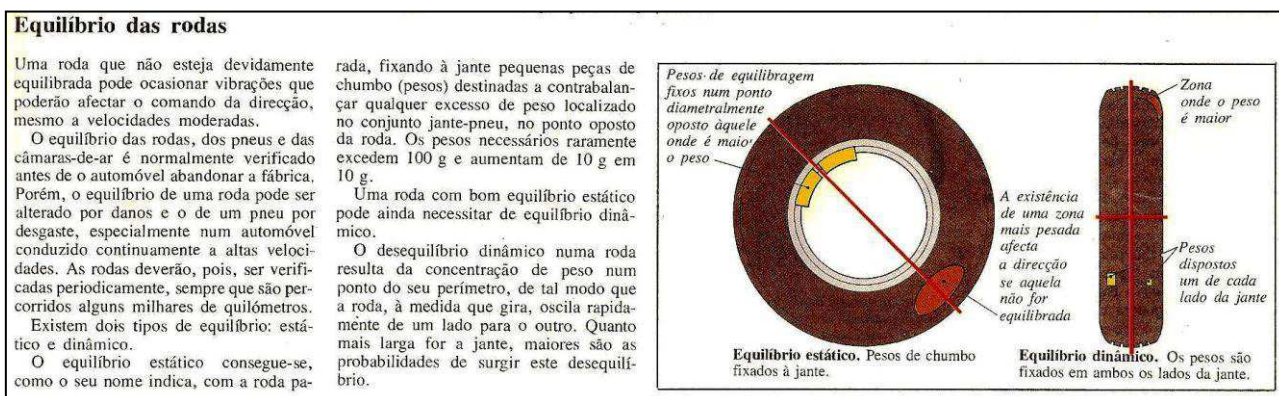 Equilíbrio das rodas
Uma roda que não esteja devidamente
equilibrada pode ocasionar vibrações que
poderão afectar o comando da direcção,
mesmo a velocidades moderadas.
O equilíbrio das rodas, dos pneus e das
câmaras-de-ar é normalmente verificado
antes de o automóvel abandonar a fábrica.
Porém, o equilíbrio de uma roda pode ser
alterado por danos e o de um pneu por
desgaste, especialmente num automóvel
conduzido continuamente a altas veloci-
dades. As rodas deverão, pois, ser verifi-
cadas periodicamente, sempre que são per-
corridos alguns milhares de quilómetros.
Existem dois tipos de equilíbrio: está-
tico e dinâmico.
O equilíbrio estático consegue-se,
como o seu nome indica, com a roda pa-
rada, fixando à jante pequenas peças de
chumbo (pesos) destinadas a contrabalan-
çar qualquer excesso de peso localizado
no conjunto jante-pneu, no ponto oposto
da roda. Os pesos necessários raramente
excedem 100 g e aumentam de 10 g em
10 g.
Uma roda com bom equilíbrio estático
pode ainda necessitar de equilíbrio dinâ-
mico.
O desequilíbrio dinâmico numa roda
resulta da concentração de peso num
ponto do seu perímetro, de tal modo que
a roda, à medida que gira, oscila rapida-
mente de um lado para o outro. Quanto
mais larga for a jante, maiores são as
probabilidades de surgir este desequilí-
brio.
Pesos de equilibragem
fixos num ponto
diametralmente
oposto àquele
onde é maior
o peso
A existência
de uma zona
mais pesada
afecta
a direcção
se aquela
não for
equilibrada
Equilíbrio estático. Pesos de chumbo
fixados à jante.
Zona
onde o peso
é maior
Pesos
dispostos
um de cada
lado da jante
Equilíbrio dinâmico. Os pesos são
fixados em ambos os lados da jante.